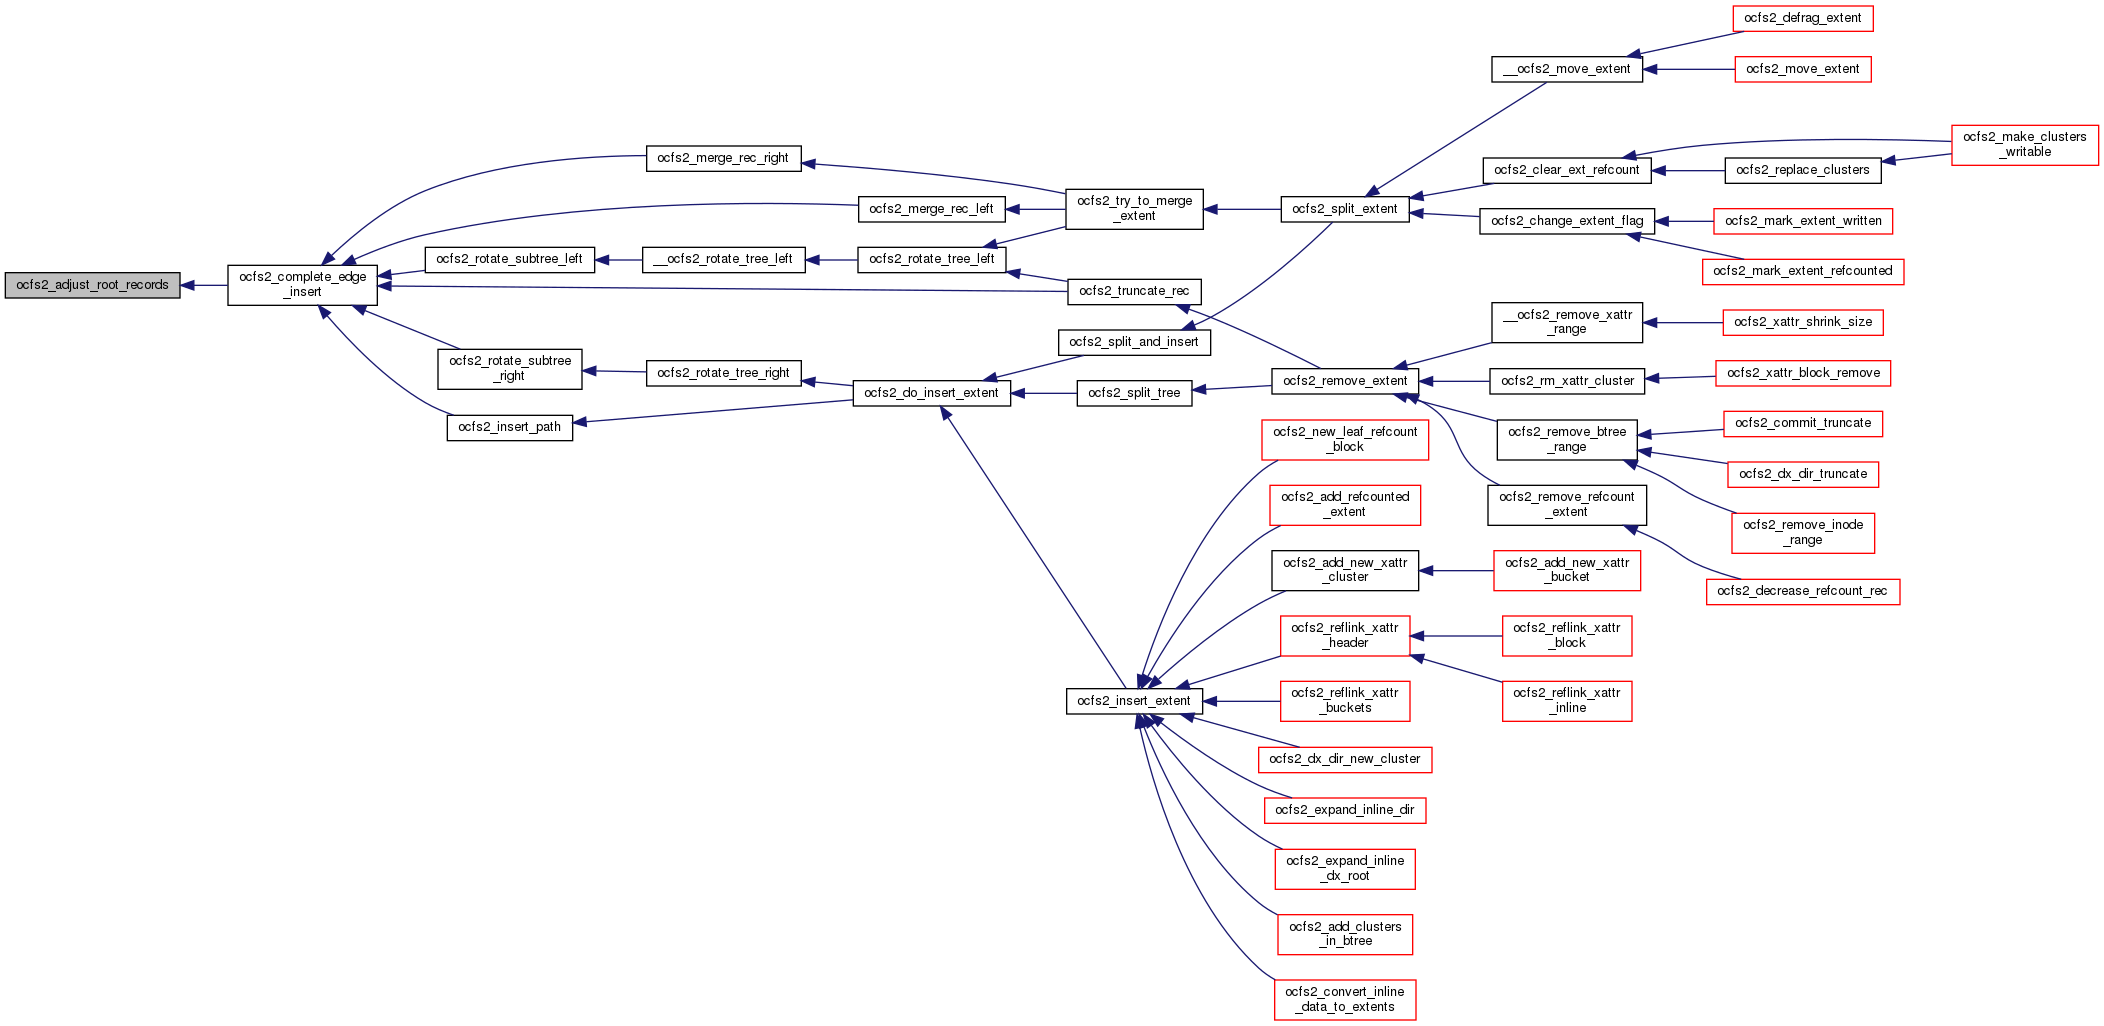 ocfs2_defrag_extent
__ocfs2_move_extent
ocfs2_move_extent
ocfs2_make_clusters
_writable
ocfs2_merge_rec_right
ocfs2_clear_ext_refcount
ocfs2_replace_clusters
ocfs2_try_to_merge
_extent
ocfs2_merge_rec_left
ocfs2_split_extent
ocfs2_change_extent_flag
ocfs2_mark_extent_written
ocfs2_rotate_subtree_left
__ocfs2_rotate_tree_left
ocfs2_rotate_tree_left
ocfs2_mark_extent_refcounted
ocfs2_adjust_root_records
ocfs2_complete_edge
_insert
ocfs2_truncate_rec
__ocfs2_remove_xattr
_range
ocfs2_xattr_shrink_size
ocfs2_split_and_insert
ocfs2_rotate_subtree
_right
ocfs2_rotate_tree_right
ocfs2_remove_extent
ocfs2_rm_xattr_cluster
ocfs2_xattr_block_remove
ocfs2_do_insert_extent
ocfs2_split_tree
ocfs2_insert_path
ocfs2_new_leaf_refcount
_block
ocfs2_remove_btree
_range
ocfs2_commit_truncate
ocfs2_dx_dir_truncate
ocfs2_add_refcounted
_extent
ocfs2_remove_refcount
_extent
ocfs2_remove_inode
_range
ocfs2_add_new_xattr
_cluster
ocfs2_add_new_xattr
_bucket
ocfs2_decrease_refcount_rec
ocfs2_reflink_xattr
_header
ocfs2_reflink_xattr
_block
ocfs2_insert_extent
ocfs2_reflink_xattr
_buckets
ocfs2_reflink_xattr
_inline
ocfs2_dx_dir_new_cluster
ocfs2_expand_inline_dir
ocfs2_expand_inline
_dx_root
ocfs2_add_clusters
_in_btree
ocfs2_convert_inline
_data_to_extents